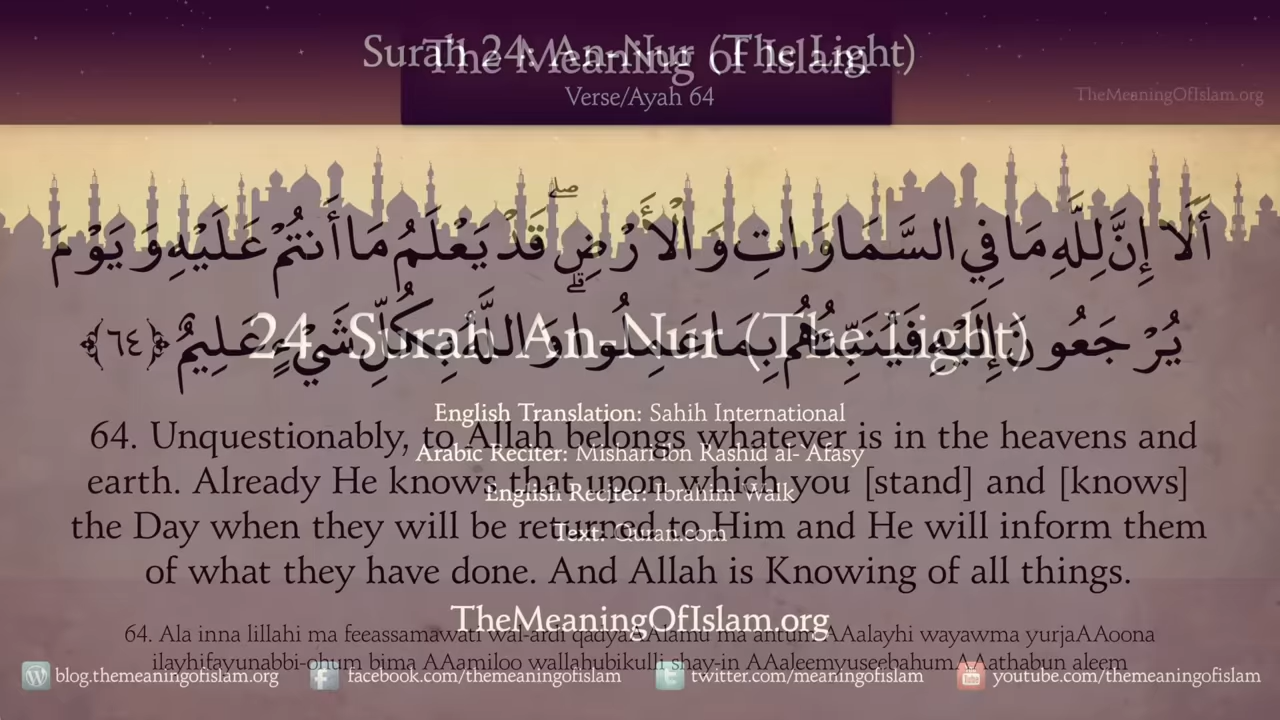 Surah 24: An-Nur (The Light)
The Meaning of Islam
Verse/Ayah 64
TheMeaningOfIslam.org
أَلَا إِنَّ لِلَّهِ مَا فِي السَّمَاوَاتِ وَالْأَرْضِ ۖ قَدْ يَعْلَمُ مَا أَنتُمْ عَلَيْهِ وَيَوْمَ
يُرْجَعُونَ إِلَيْهِ فَيُنَبِّئُهُم بِمَا عَمِلُوا ۗ وَاللَّهُ بِكُلِّ شَيْءٍ عَلِيمٌ ﴿٦٤﴾
24. Surah An-Nur (The Light)
English Translation: Sahih International
64. Unquestionably, to Allah belongs whatever is in the heavens and
Arabic Reciter: Mishari ibn Rashid al-`Afasy
earth. Already He knows that upon which you [stand] and [knows]
English Reciter: Ibrahim Walk
the Day when they will be returned to Him and He will inform them
Text: Quran.com
of what they have done. And Allah is Knowing of all things.
TheMeaningOfIslam.org
64. Ala inna lillahi ma feeassamawati wal-ardi qadyaAAlamu ma antum AAalayhi wayawma yurjaAAoona
ilayhifayunabbi-ohum bima AAamiloo wallahubikulli shay-in AAaleemyuseebahumAAathabun aleem
blog.themeaningofislam.org
facebook.com/themeaningofislam
twitter.com/meaningofislam
youtube.com/themeaningofislam